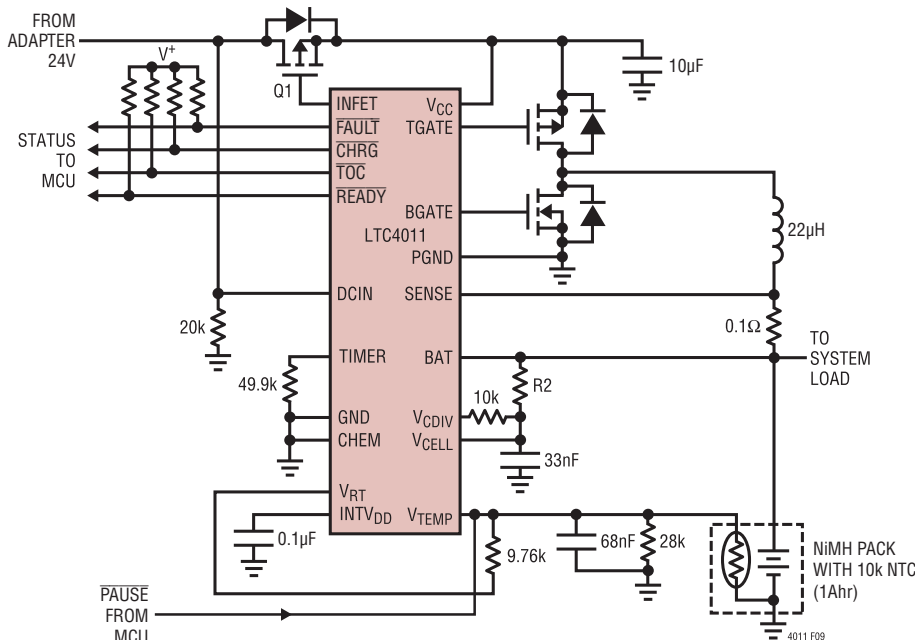 FROM
ADAPTER
24V
V+
Q1
10µF
INFET
FAULT
CHRG
TOC
READY
STATUS
TO
MCU
VCC
TGATE
BGATE
LTC4011
PGND
22µH
DCIN
SENSE
20k
0.1Ω
TO
SYSTEM
LOAD
TIMER
BAT
49.9k
R2
10k
GND
CHEM
VCDIV
VCELL
33nF
VRT
INTVDD
VTEMP
0.1µF
9.76k
68nF
28k
NiMH PACK
WITH 10k NTC
(1Ahr)
PAUSE
FROM
MCU
4011 F09